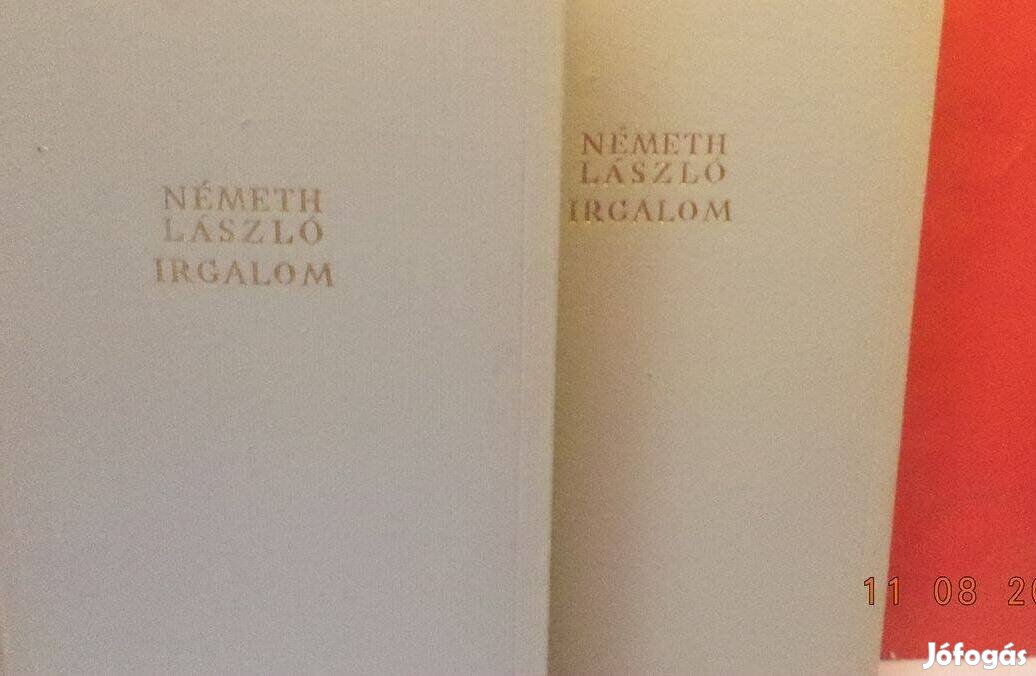 NÉMETH
LÁSZLÓ
IRGALOM
NÉMETH
LÁSZLÓ
IRGALOM
11 08 20
Jófogás